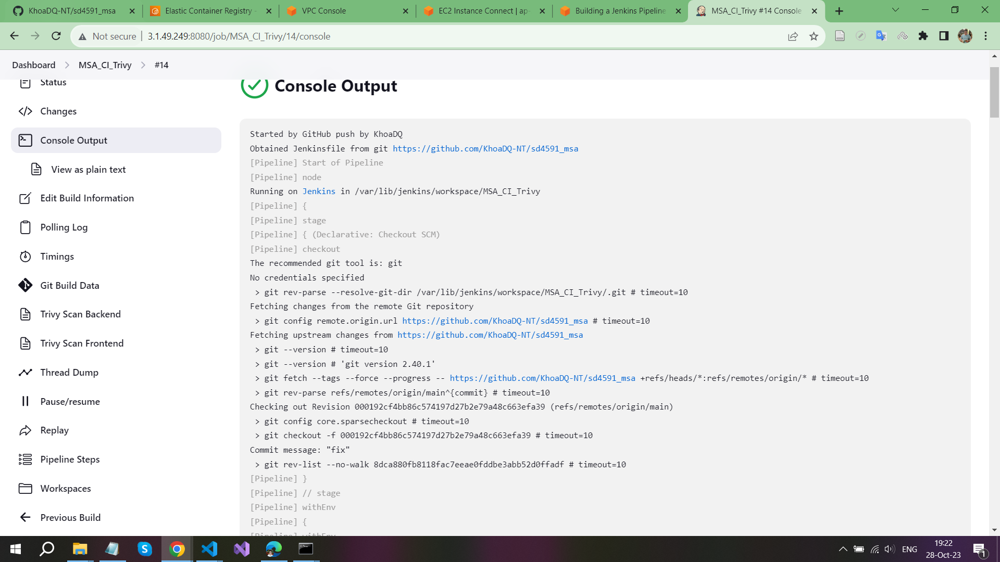 KhoaDQ-NT/sd4591_msa
Elastic Container Registry -
VPC Console
EC2 Instance Connect | ap-
Building a Jenkins Pipeline
MSA_CI_Trivy #14 Console
Not secure
3.1.49.249:8080/job/MSA_CI_Trivy/14/console
Dashboard
MSA_CI_Trivy
#14
Status
Changes
Console Output
View as plain text
Edit Build Information
Polling Log
Timings
Git Build Data
Trivy Scan Backend
Trivy Scan Frontend
Thread Dump
Pause/resume
Replay
Pipeline Steps
Workspaces
Previous Build
Console Output
Started by GitHub push by KhoaDQ
Obtained Jenkinsfile from git https://github.com/KhoaDQ-NT/sd4591_msa
[Pipeline] Start of Pipeline
[Pipeline] node
Running on Jenkins in /var/lib/jenkins/workspace/MSA_CI_Trivy
[Pipeline] {
[Pipeline] stage
[Pipeline] { (Declarative: Checkout SCM)
[Pipeline] checkout
The recommended git tool is: git
No credentials specified
> git rev-parse --resolve-git-dir /var/lib/jenkins/workspace/MSA_CI_Trivy/.git # timeout=10
Fetching changes from the remote Git repository
> git config remote.origin.url https://github.com/KhoaDQ-NT/sd4591_msa # timeout=10
Fetching upstream changes from https://github.com/KhoaDQ-NT/sd4591_msa
> git --version # timeout=10
> git --version # 'git version 2.40.1'
> git fetch --tags --force --progress -- https://github.com/KhoaDQ-NT/sd4591_msa +refs/heads/*:refs/remotes/origin/* # timeout=10
> git rev-parse refs/remotes/origin/main^{commit} # timeout=10
Checking out Revision 000192cf4bb86c574197d27b2e79a48c663efa39 (refs/remotes/origin/main)
> git config core.sparsecheckout # timeout=10
> git checkout -f 000192cf4bb86c574197d27b2e79a48c663efa39 # timeout=10
Commit message: "fix"
> git rev-list --no-walk 8dca880fb8118fac7eeae0fddbe3abb52d0ffadf # timeout=10
[Pipeline] }
[Pipeline] // stage
[Pipeline] withEnv
[Pipeline] {
[Pipeline] withEnv
ENG
19:22
28-Oct-23
1